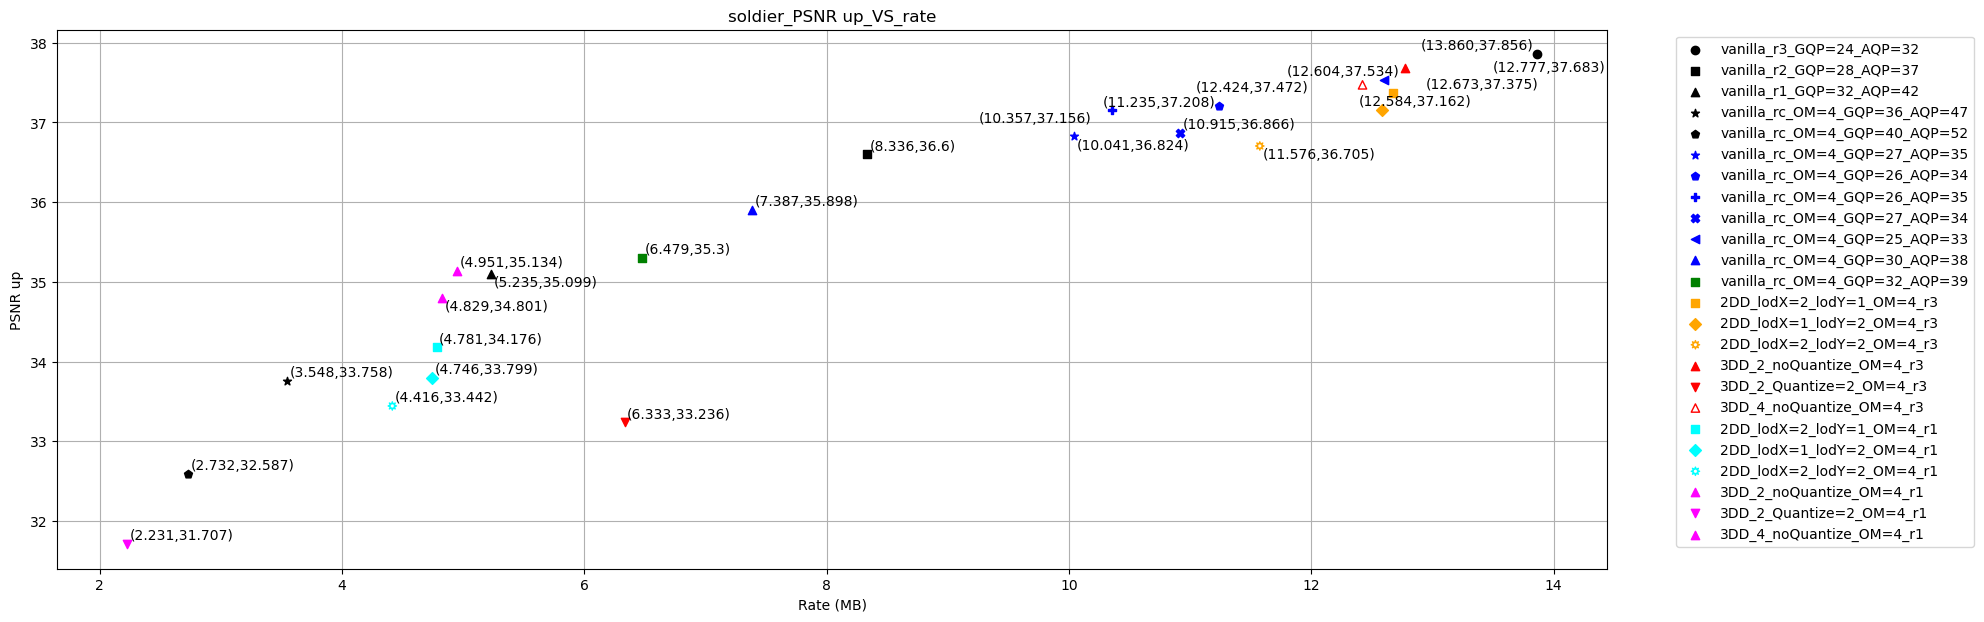 soldier_PSNR up_VS_rate
PSNR up
38
37
36
35
34
33
32
(13.860,37.856)
(12.777,37.683)
(12.604,37.534)
(12.424,37.472)
(12.673,37.375)
(11.235,37.208)
(12.584,37.162)
(10.357,37.156)
(10.915,36.866)
(10.041,36.824)
(11.576,36.705)
(8.336,36.6)
(7.387,35.898)
(6.479,35.3)
(4.951,35.134)
(5.235,35.099)
(4.829,34.801)
(4.781,34.176)
(4.746,33.799)
(3.548,33.758)
(4.416,33.442)
(6.333,33.236)
(2.732,32.587)
(2.231,31.707)
2
4
6
8
10
12
14
Rate (MB)
vanilla_r3_GQP=24_AQP=32
vanilla_r2_GQP=28_AQP=37
vanilla_r1_GQP=32_AQP=42
vanilla_rc_OM=4_GQP=36_AQP=47
vanilla_rc_OM=4_GQP=40_AQP=52
vanilla_rc_OM=4_GQP=27_AQP=35
vanilla_rc_OM=4_GQP=26_AQP=34
vanilla_rc_OM=4_GQP=26_AQP=35
vanilla_rc_OM=4_GQP=27_AQP=34
vanilla_rc_OM=4_GQP=25_AQP=33
vanilla_rc_OM=4_GQP=30_AQP=38
vanilla_rc_OM=4_GQP=32_AQP=39
2DD_lodX=2_lodY=1_OM=4_r3
2DD_lodX=1_lodY=2_OM=4_r3
2DD_lodX=2_lodY=2_OM=4_r3
3DD_2_noQuantize_OM=4_r3
3DD_2_Quantize=2_OM=4_r3
3DD_4_noQuantize_OM=4_r3
2DD_lodX=2_lodY=1_OM=4_r1
2DD_lodX=1_lodY=2_OM=4_r1
2DD_lodX=2_lodY=2_OM=4_r1
3DD_2_noQuantize_OM=4_r1
3DD_2_Quantize=2_OM=4_r1
3DD_4_noQuantize_OM=4_r1